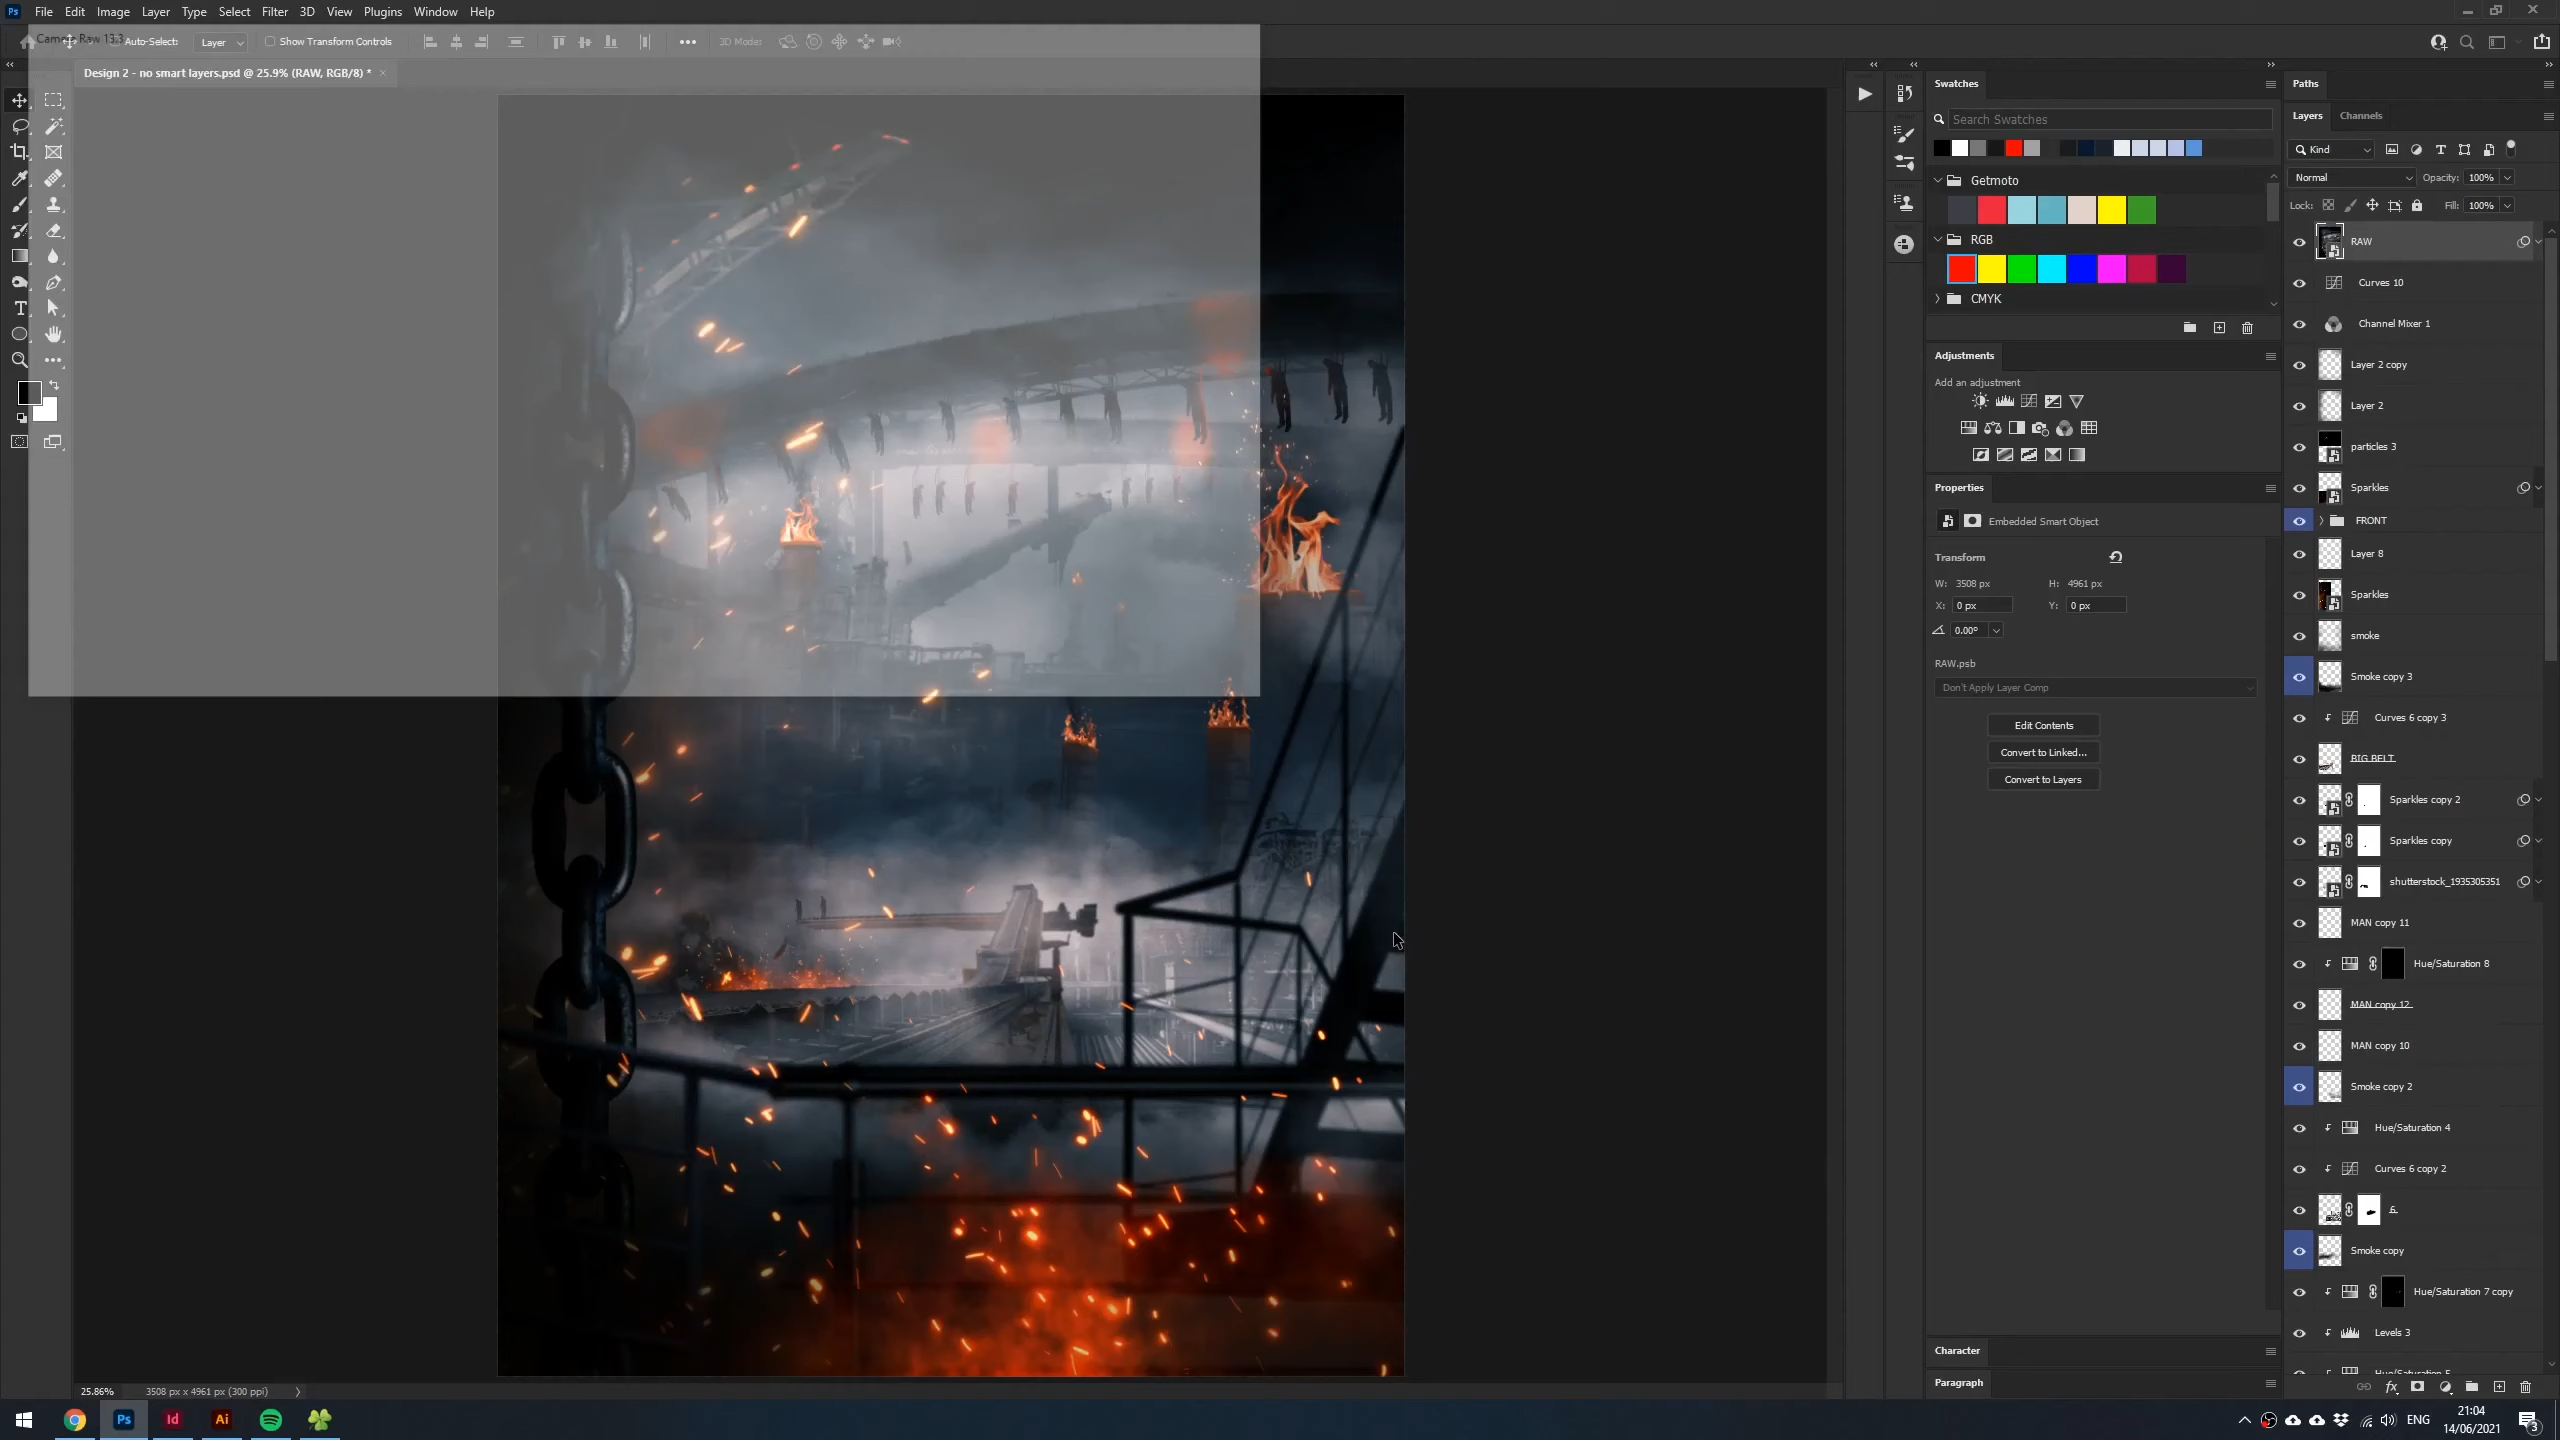 Ps File Edit Image Layer Type Select Filter 3D View Plugins Window Help
Camera Raw 13.3
Auto-Select: Layer Show Transform Controls 3D Mode:
Design 2 - no smart layers.psd @ 25.9% (RAW, RGB/8) *
Swatches
Search Swatches
Getmoto
RGB
CMYK
Adjustments
Add an adjustment
Properties
Embedded Smart Object
Transform
W: 3508 px H: 4961 px
X: 0 px Y: 0 px
0.00°
RAW.psb
Don't Apply Layer Comp
Edit Contents
Convert to Linked...
Convert to Layers
Character
Paragraph
Paths
Layers Channels
Kind
Normal Opacity: 100%
Lock: Fill: 100%
RAW
Curves 10
Channel Mixer 1
Layer 2 copy
Layer 2
particles 3
Sparkles
FRONT
Layer 8
Sparkles
smoke
Smoke copy 3
Curves 6 copy 3
BIG BELT
Sparkles copy 2
Sparkles copy
shutterstock_1935305351
MAN copy 11
Hue/Saturation 8
MAN copy 12
MAN copy 10
Smoke copy 2
Hue/Saturation 4
Curves 6 copy 2
6
Smoke copy
Hue/Saturation 7 copy
Levels 3
Hue/Saturation 5
25.86% 3508 px x 4961 px (300 ppi)
Ps Id Ai
ENG
21:04
14/06/2021
3